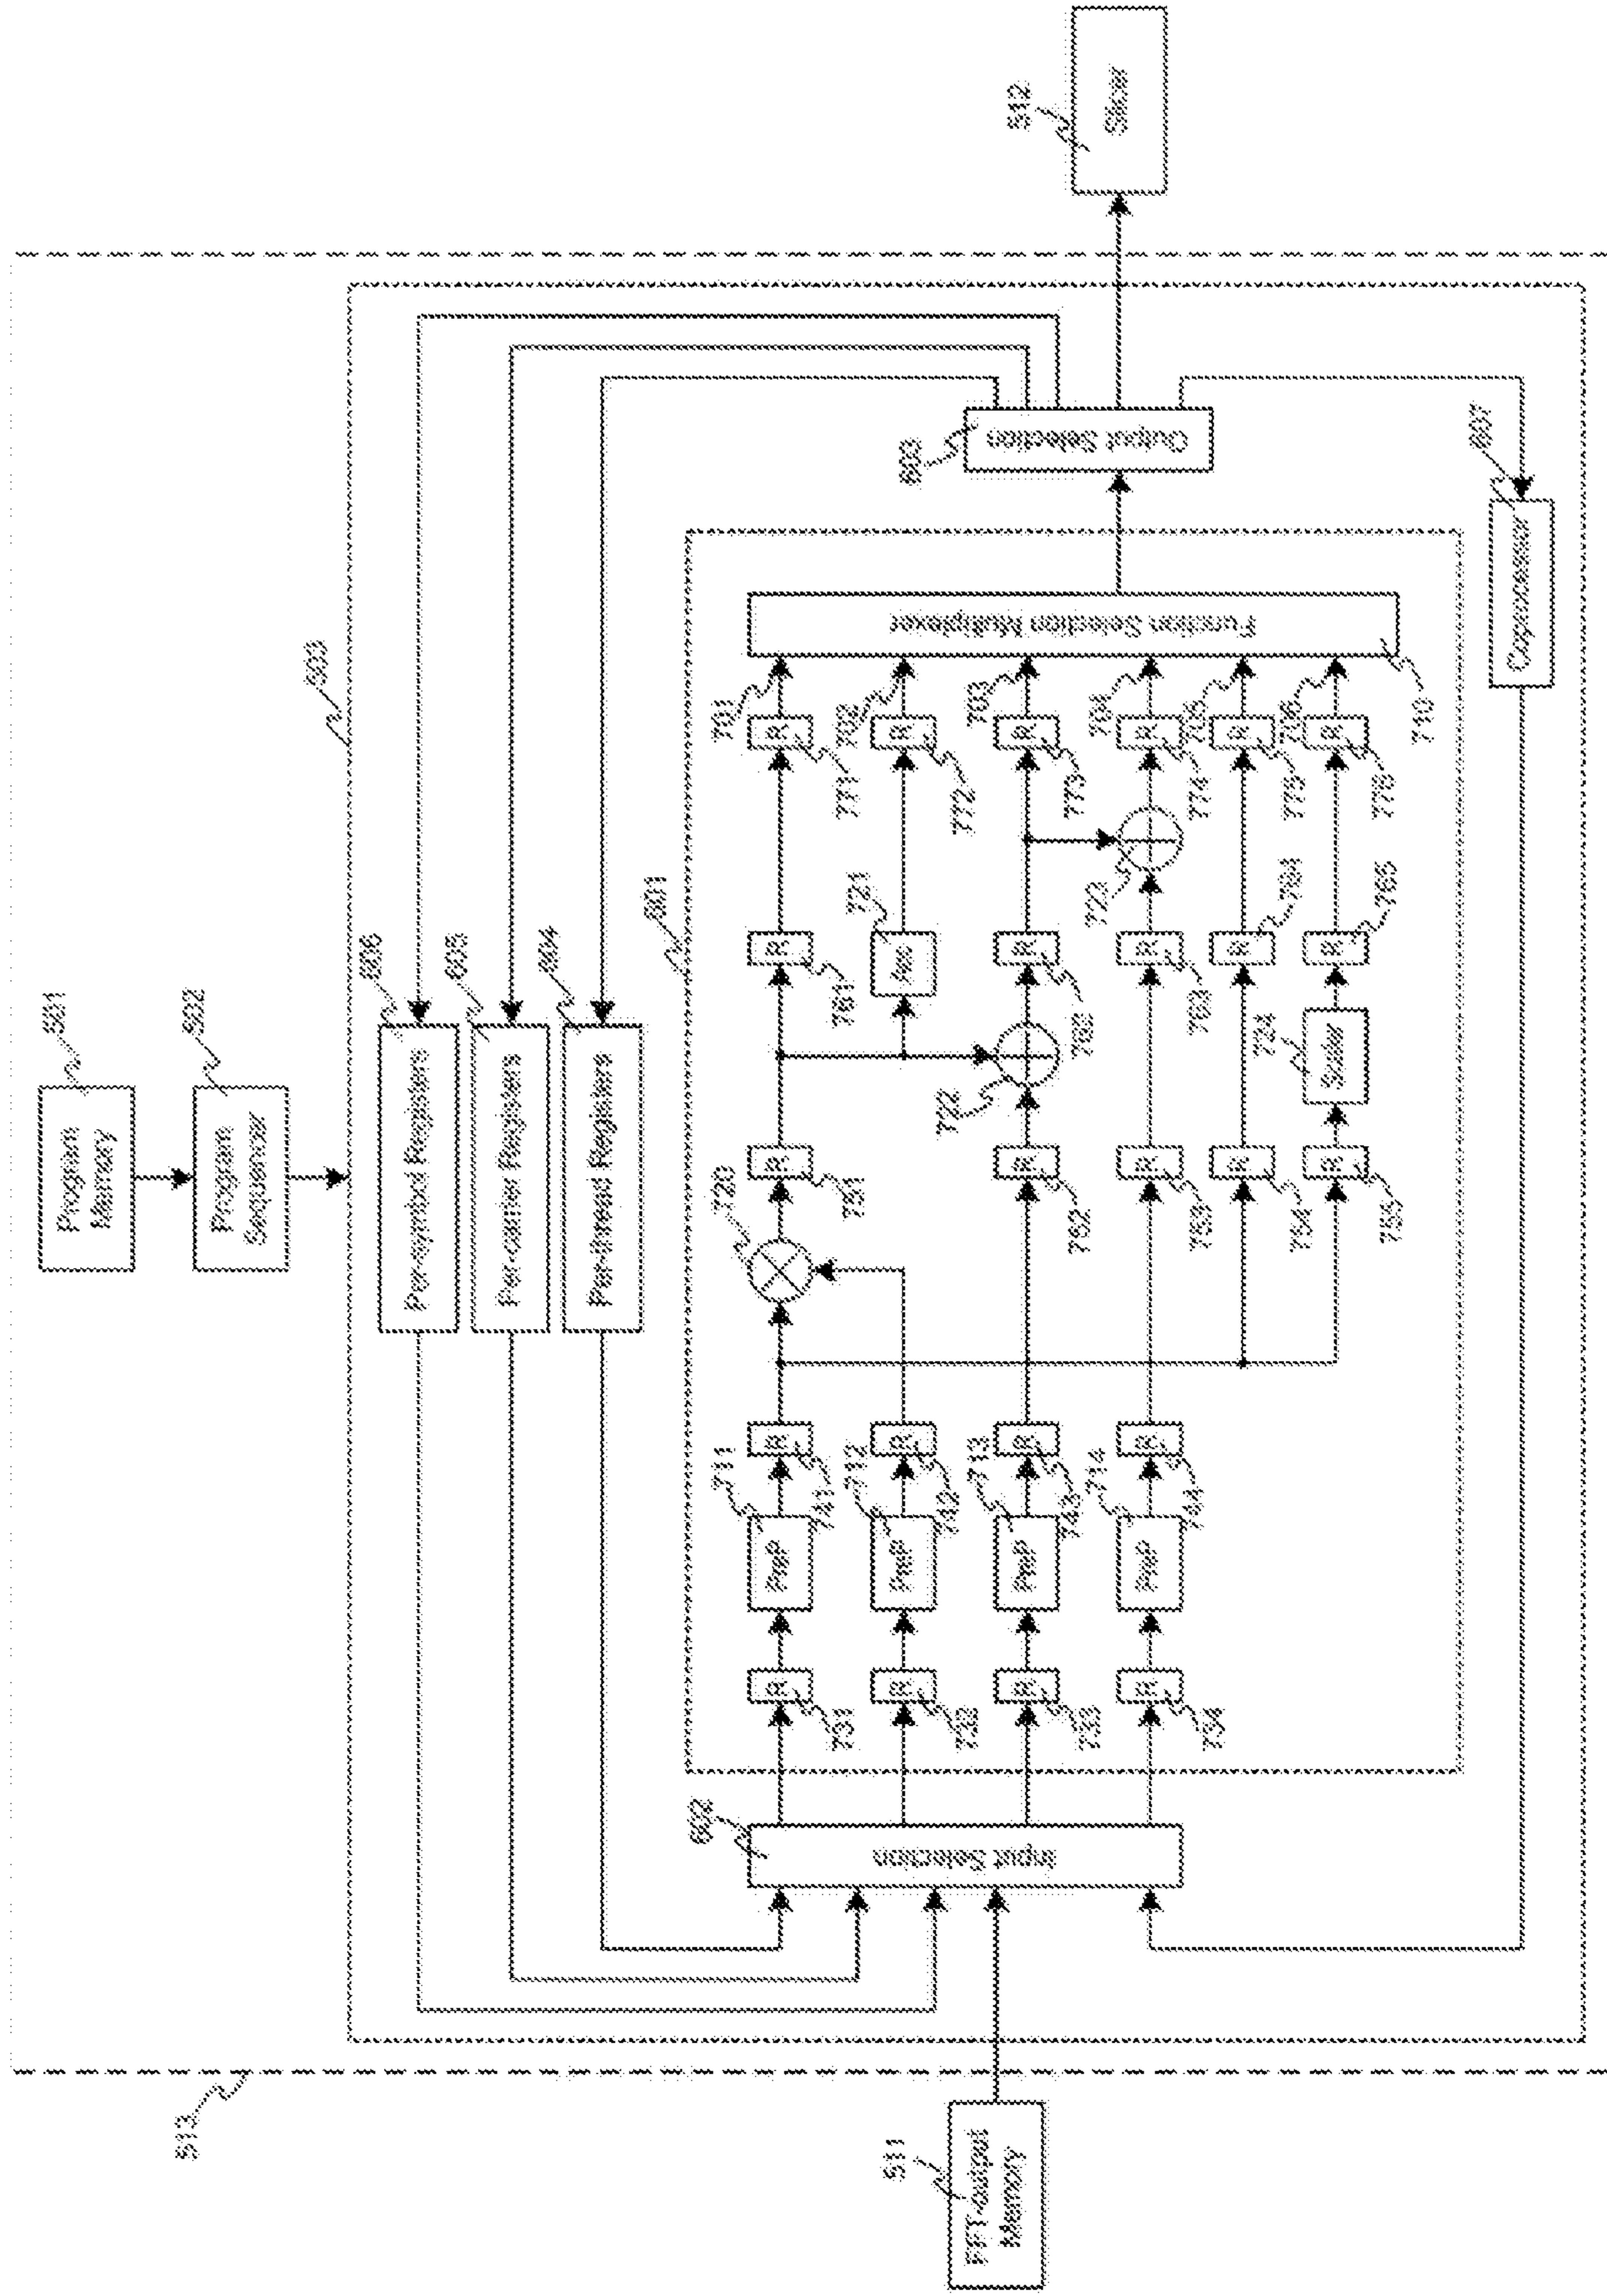 501
Program
Memory
502
Program
Sequencer
503
513
606
Per-symbol Registers
605
Per-carrier Registers
604
Per-thread Registers
601
511
FFT-output
Memory
602
Input Selection
731
R
732
R
733
R
734
R
711
PreP
712
PreP
713
PreP
714
PreP
741
R
742
R
743
R
744
R
720
751
R
752
R
753
R
754
R
755
R
722
721
724
Scaler
761
R
762
R
763
R
764
R
765
R
723
771
R
772
R
773
R
774
R
775
R
776
R
701
702
703
704
705
706
710
Function Selection Multiplexer
603
Output Selection
607
Coprocessor
512
Slicer